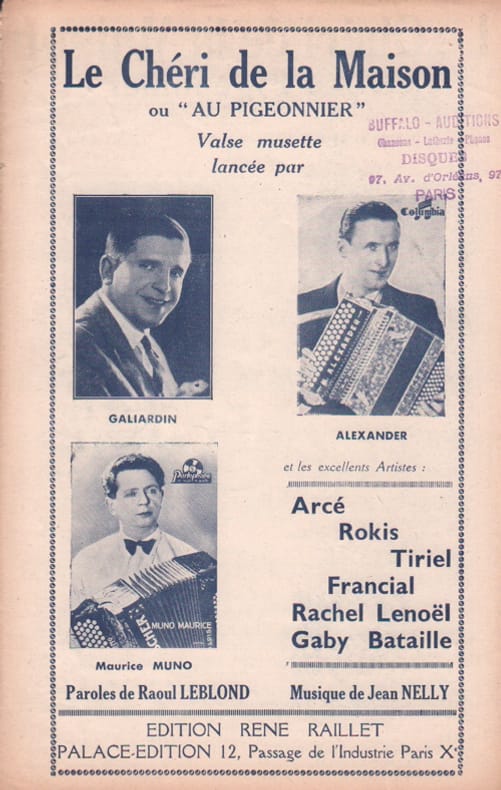 Le Chéri de la Maison
ou "AU PIGEONNIER"
Valse musette
lancée par
BUFFALO - AUDITIONS
Chansons - Lutherie - Pianos
DISQUES
97, Av. d'Orléans, 97
PARIS
Columbia
ALEXANDER
GALIARDIN
ALEXANDER
Parlophone
MUNO MAURICE
Maurice MUNO
et les excellents Artistes :
Arcé
Rokis
Tiriel
Francial
Rachel Lenoël
Gaby Bataille
Paroles de Raoul LEBLOND
Musique de Jean NELLY
EDITION RENE RAILLET
PALACE-EDITION 12, Passage de l'Industrie Paris X